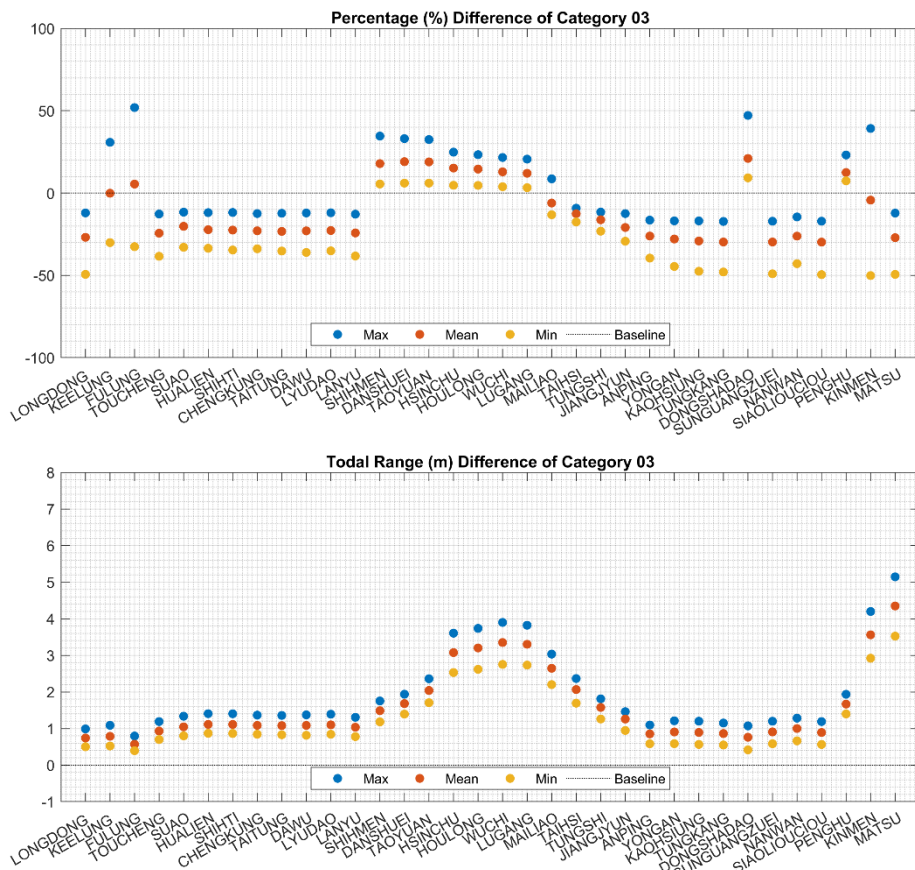 Percentage (%) Difference of Category 03
100
50
0
-50
-100
Max Mean Min Baseline
LONGDONG
KEELUNG
FULUNG
TOUCHENG
SUAO
HUALIEN
SHIHTI
CHENGKUNG
TAITUNG
DAWU
LYUDAO
LANYU
SHIHMEN
DANSHUEI
TAOYUAN
HSINCHU
HOULONG
WUCHI
LUGANG
MAILIAO
TAIHSI
TUNGSHI
JIANGJYUN
ANPING
YONGAN
KAOHSIUNG
TUNGKANG
DONGSHADAO
SUNGUANGZUEI
NANWAN
SIAOLIOUCIOU
PENGHU
KINMEN
MATSU
Todal Range (m) Difference of Category 03
8
7
6
5
4
3
2
1
0
-1
Max Mean Min Baseline
LONGDONG
KEELUNG
FULUNG
TOUCHENG
SUAO
HUALIEN
SHIHTI
CHENGKUNG
TAITUNG
DAWU
LYUDAO
LANYU
SHIHMEN
DANSHUEI
TAOYUAN
HSINCHU
HOULONG
WUCHI
LUGANG
MAILIAO
TAIHSI
TUNGSHI
JIANGJYUN
ANPING
YONGAN
KAOHSIUNG
TUNGKANG
DONGSHADAO
SUNGUANGZUEI
NANWAN
SIAOLIOUCIOU
PENGHU
KINMEN
MATSU